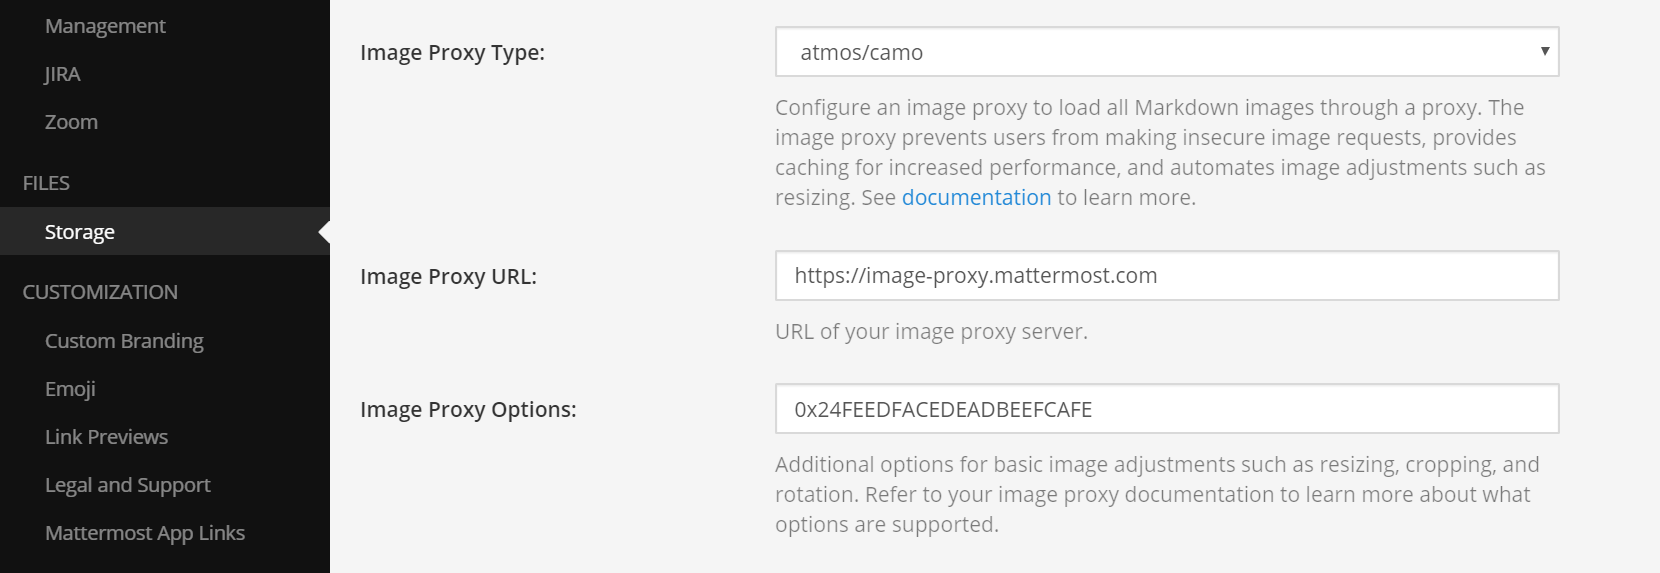 Management
JIRA
Zoom
FILES
Storage
CUSTOMIZATION
Custom Branding
Emoji
Link Previews
Legal and Support
Mattermost App Links
Image Proxy Type:
atmos/camo
Configure an image proxy to load all Markdown images through a proxy. The
image proxy prevents users from making insecure image requests, provides
caching for increased performance, and automates image adjustments such as
resizing. See documentation to learn more.
Image Proxy URL:
https://image-proxy.mattermost.com
URL of your image proxy server.
Image Proxy Options:
0x24FEEDFACEDEADBEEFCAFE
Additional options for basic image adjustments such as resizing, cropping, and
rotation. Refer to your image proxy documentation to learn more about what
options are supported.